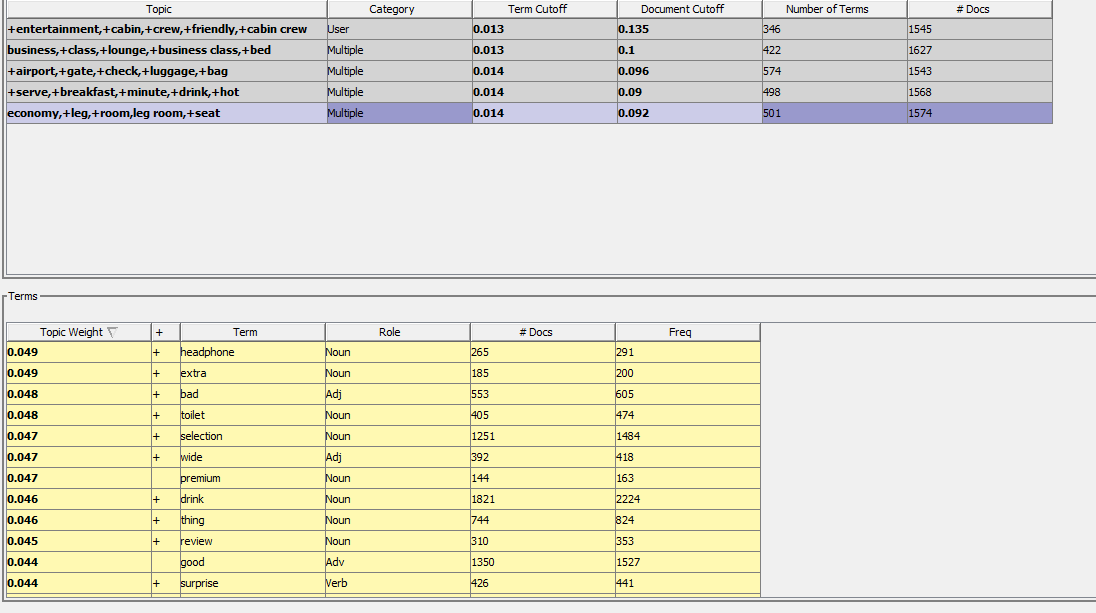 Topic Category Term Cutoff Document Cutoff Number of Terms # Docs
+entertainment,+cabin,+crew,+friendly,+cabin crew User 0.013 0.135 346 1545
business,+class,+lounge,+business class,+bed Multiple 0.013 0.1 422 1627
+airport,+gate,+check,+luggage,+bag Multiple 0.014 0.096 574 1543
+serve,+breakfast,+minute,+drink,+hot Multiple 0.014 0.09 498 1568
economy,+leg,+room,leg room,+seat Multiple 0.014 0.092 501 1574
Terms
Topic Weight + Term Role # Docs Freq
0.049 + headphone Noun 265 291
0.049 + extra Noun 185 200
0.048 + bad Adj 553 605
0.048 + toilet Noun 405 474
0.047 + selection Noun 1251 1484
0.047 + wide Adj 392 418
0.047 premium Noun 144 163
0.046 + drink Noun 1821 2224
0.046 + thing Noun 744 824
0.045 + review Noun 310 353
0.044 good Adv 1350 1527
0.044 + surprise Verb 426 441